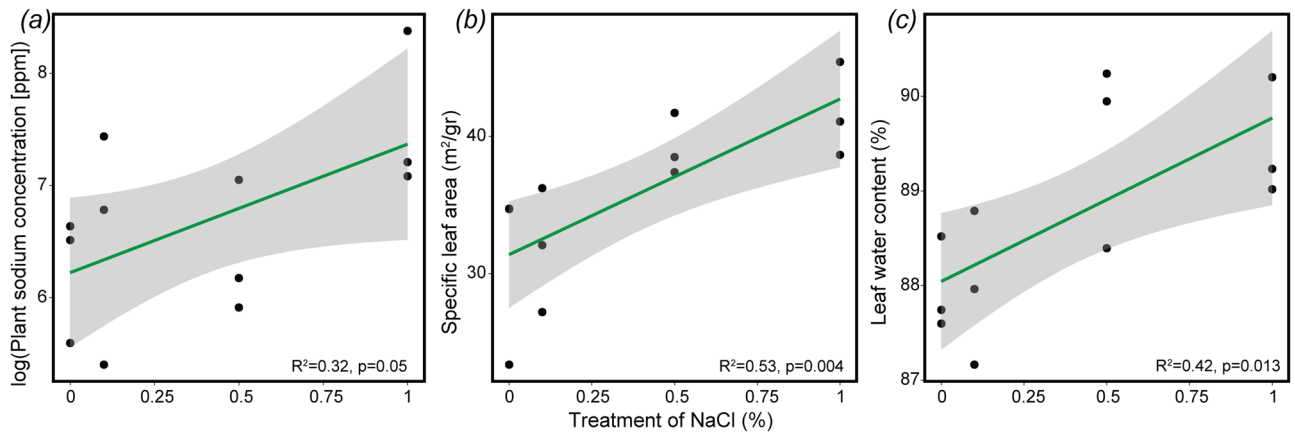 (a)
log(Plant sodium concentration [ppm])
8
7
6
0 0.25 0.5 0.75 1
R²=0.32, p=0.05
(b)
Specific leaf area (m²/gr)
40
30
0 0.25 0.5 0.75 1
R²=0.53, p=0.004
(c)
Leaf water content (%)
90
89
88
87
0 0.25 0.5 0.75 1
R²=0.42, p=0.013
Treatment of NaCl (%)